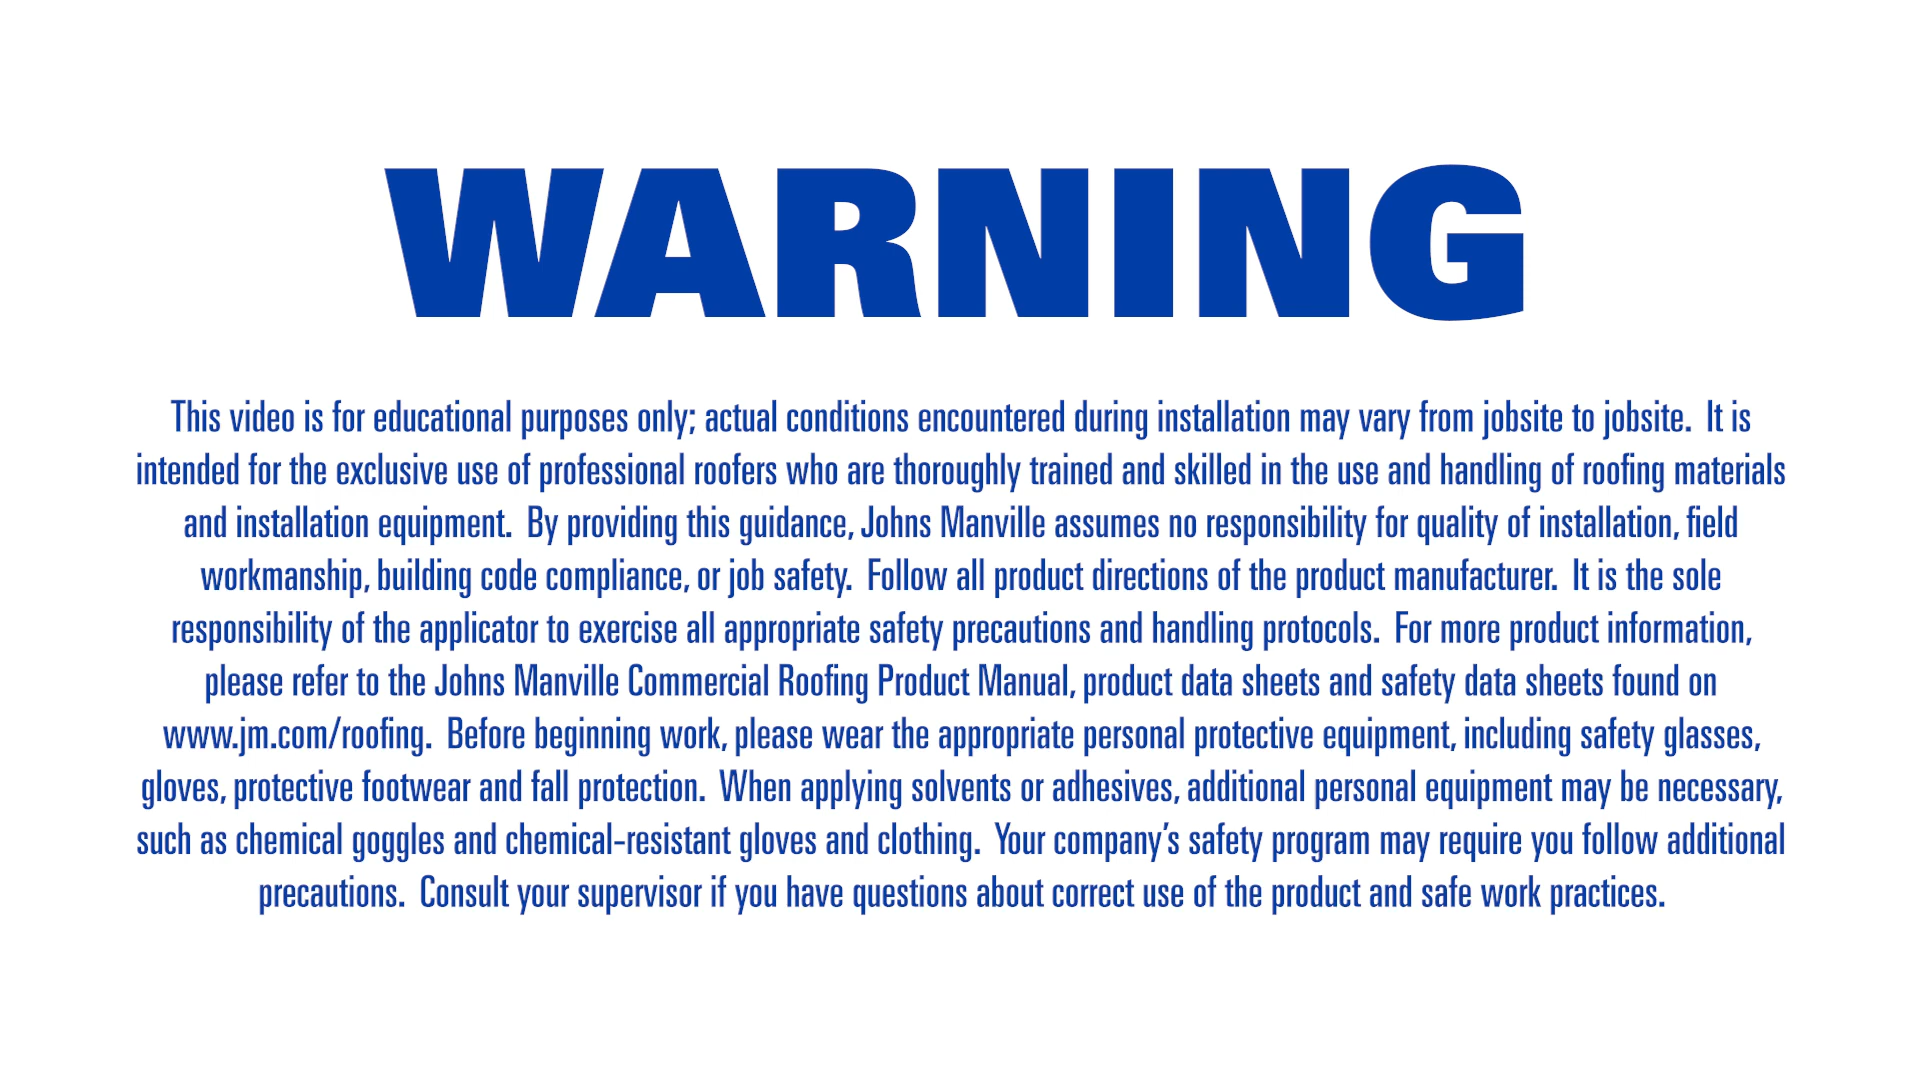 WARNING
This video is for educational purposes only; actual conditions encountered during installation may vary from jobsite to jobsite.  It is
intended for the exclusive use of professional roofers who are thoroughly trained and skilled in the use and handling of roofing materials
and installation equipment.  By providing this guidance, Johns Manville assumes no responsibility for quality of installation, field
workmanship, building code compliance, or job safety.  Follow all product directions of the product manufacturer.  It is the sole
responsibility of the applicator to exercise all appropriate safety precautions and handling protocols.  For more product information,
please refer to the Johns Manville Commercial Roofing Product Manual, product data sheets and safety data sheets found on
www.jm.com/roofing.  Before beginning work, please wear the appropriate personal protective equipment, including safety glasses,
gloves, protective footwear and fall protection.  When applying solvents or adhesives, additional personal equipment may be necessary,
such as chemical goggles and chemical-resistant gloves and clothing.  Your company’s safety program may require you follow additional
precautions.  Consult your supervisor if you have questions about correct use of the product and safe work practices.